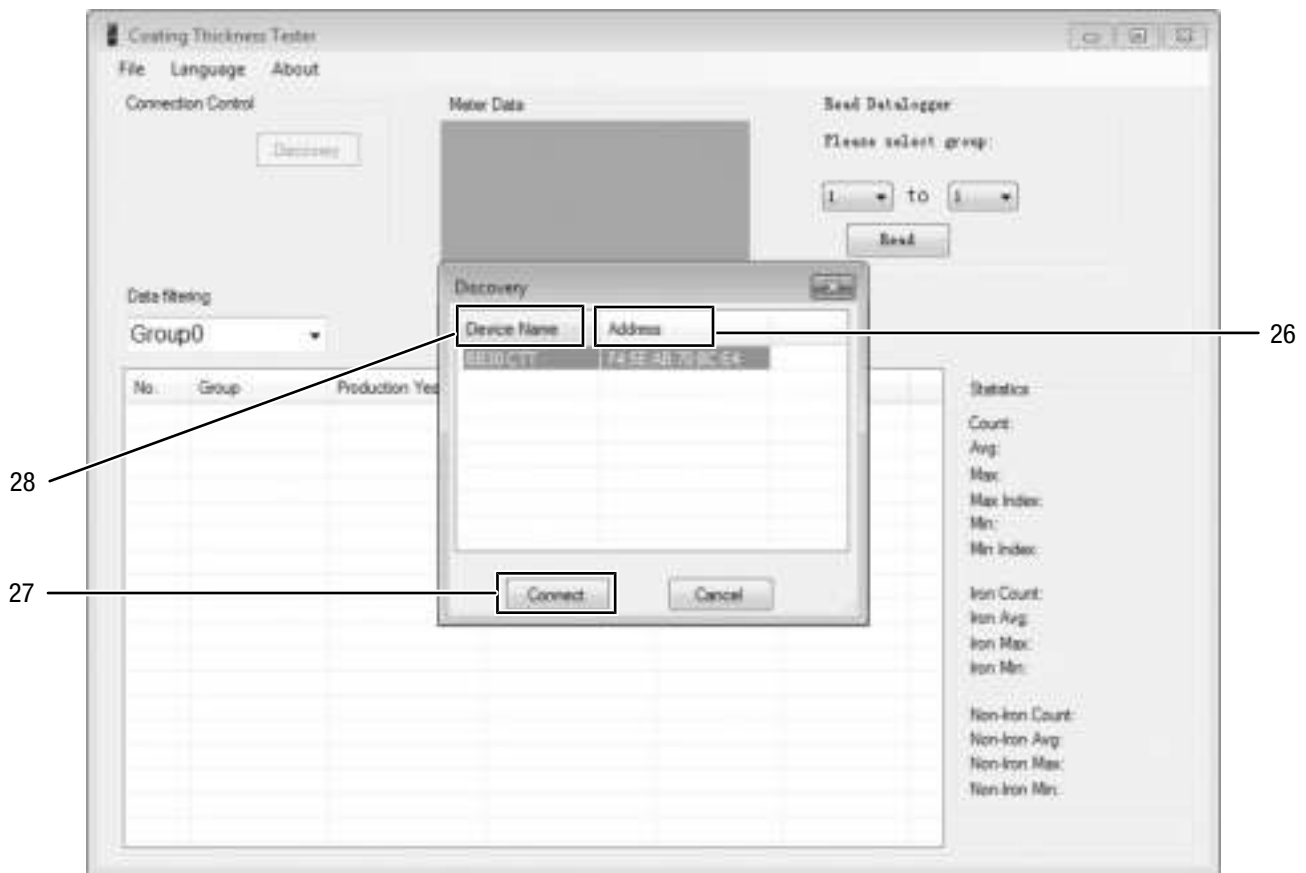 Coating Thickness Tester
File Language About
Connection Control
Discovery
Meter Data
Read Datalogger
Please select group:
1 to 1
Read
Data filtering
Group0
Discovery
Device Name Address
26
No. Group Production Yea
Statistics
Count:
Avg:
Max:
Max Index:
Min:
Min Index:
28
Connect Cancel
27
Iron Count:
Iron Avg:
Iron Max:
Iron Min:
Non-Iron Count:
Non-Iron Avg:
Non-Iron Max:
Non-Iron Min: